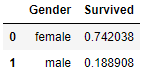 Gender Survived
0 female 0.742038
1 male 0.188908